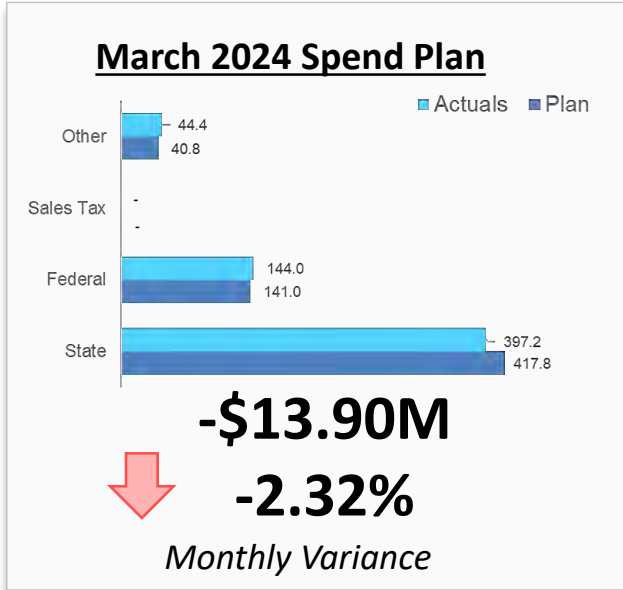 March 2024 Spend Plan
Actuals Plan
Other
44.4
40.8
Sales Tax
-
-
Federal
144.0
141.0
State
397.2
417.8
-$13.90M
-2.32%
Monthly Variance